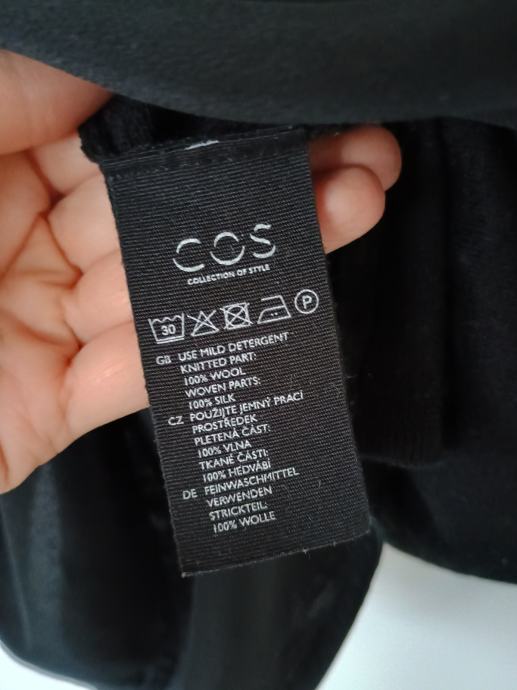 COS
COLLECTION OF STYLE
30 P
GB USE MILD DETERGENT
KNITTED PART:
100% WOOL
WOVEN PARTS:
100% SILK
CZ POUŽIJTE JEMNÝ PRACÍ
PROSTŘEDEK
PLETENÁ ČÁST:
100% VLNA
TKANÉ ČÁSTI:
100% HEDVÁBÍ
DE FEINWASCHMITTEL
VERWENDEN
STRICKTEIL:
100% WOLLE